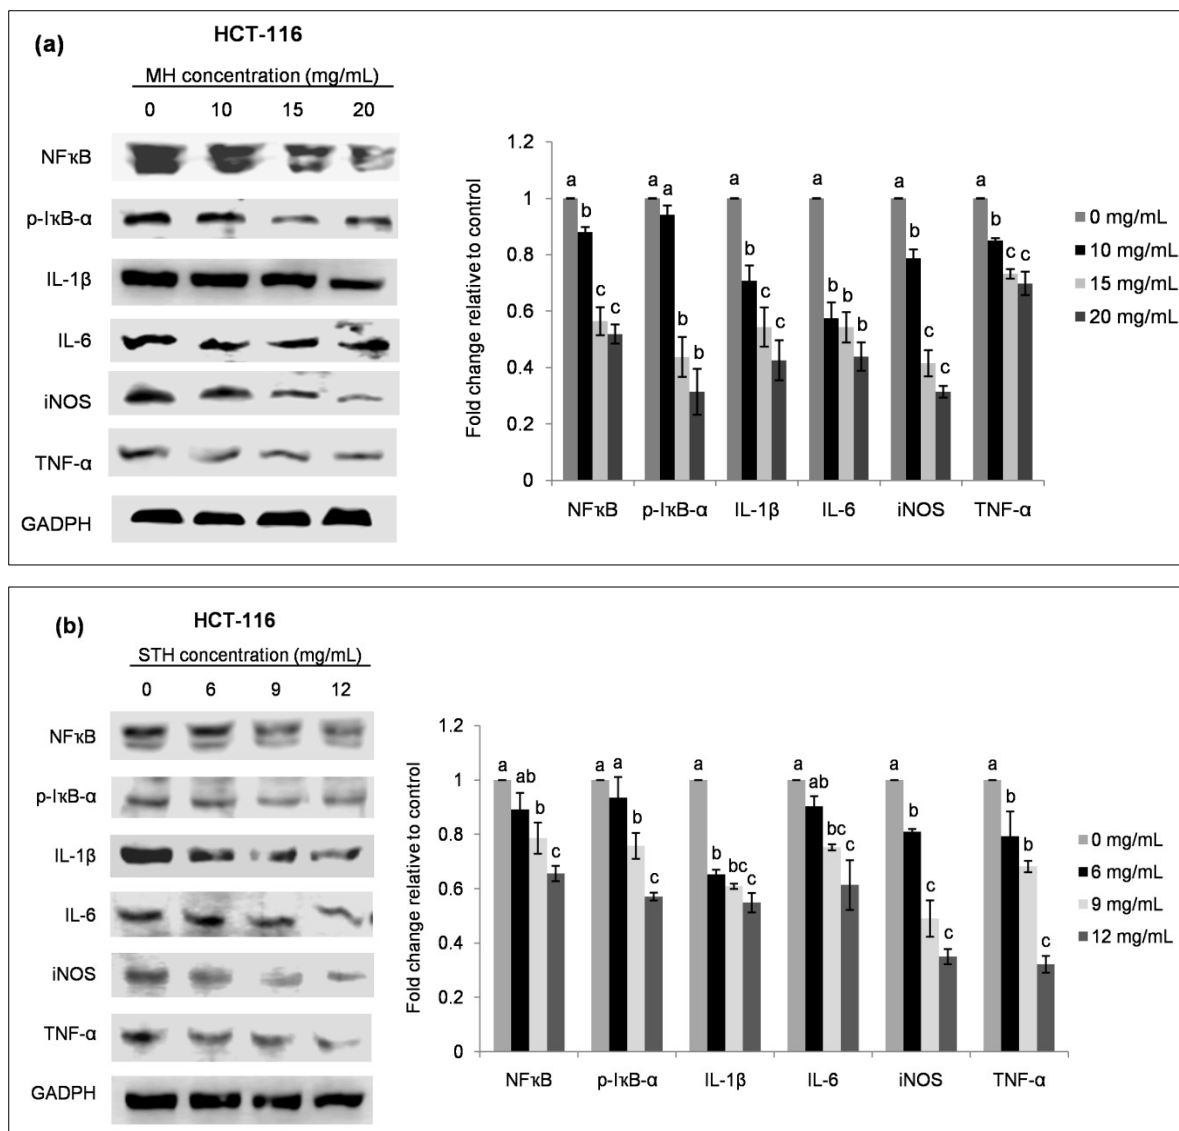 (a)
HCT-116
MH concentration (mg/mL)
0 10 15 20
NFκB
p-IκB-α
IL-1β
IL-6
iNOS
TNF-α
GADPH
Fold change relative to control
1.2
1
0.8
0.6
0.4
0.2
0
a b c c
a a b b
a b c c
a b b b
a b c c
a b c c
NFκB p-IκB-α IL-1β IL-6 iNOS TNF-α
0 mg/mL
10 mg/mL
15 mg/mL
20 mg/mL
(b)
HCT-116
STH concentration (mg/mL)
0 6 9 12
NFκB
p-IκB-α
IL-1β
IL-6
iNOS
TNF-α
GADPH
Fold change relative to control
1.2
1
0.8
0.6
0.4
0.2
0
a ab b c
a a b c
a b bc c
a ab bc c
a b c c
a b b c
NFκB p-IκB-α IL-1β IL-6 iNOS TNF-α
0 mg/mL
6 mg/mL
9 mg/mL
12 mg/mL